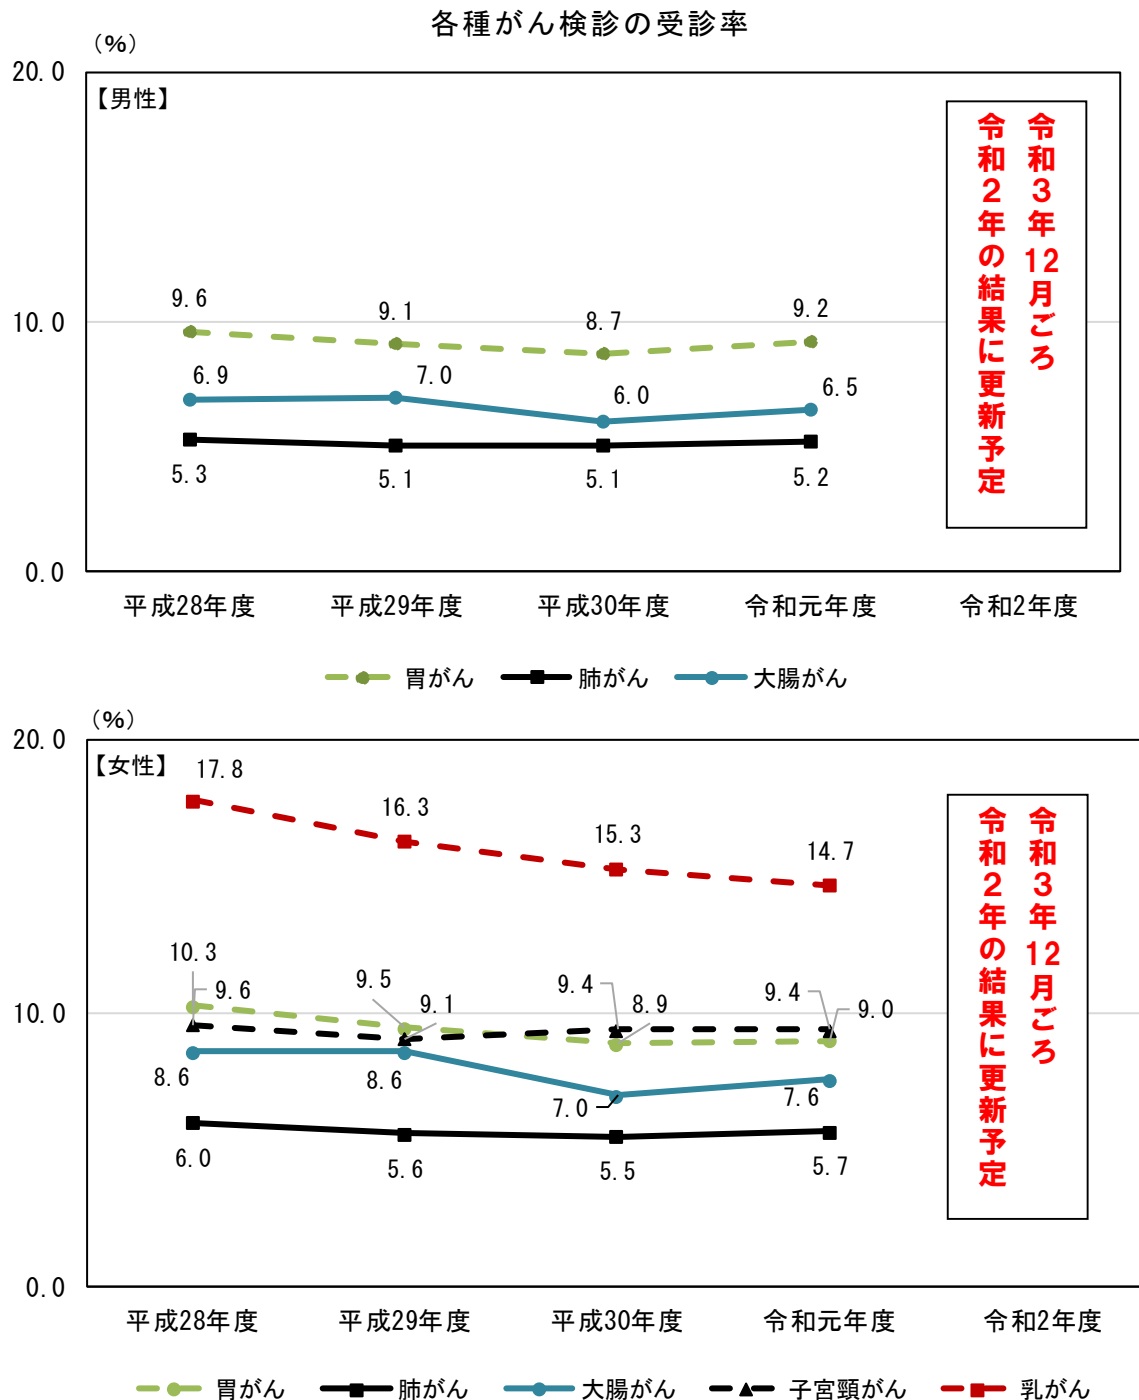 各種がん検診の受診率
（%）
20.0
【男性】
令和３年12月ごろ
令和２年の結果に更新予定
9.6
9.1
8.7
9.2
10.0
6.9
7.0
6.0
6.5
5.3
5.1
5.1
5.2
0.0
平成28年度
平成29年度
平成30年度
令和元年度
令和2年度
胃がん
肺がん
大腸がん
（%）
20.0
【女性】
令和３年12月ごろ
令和２年の結果に更新予定
17.8
16.3
15.3
14.7
10.3
9.6
9.5
9.1
9.4
8.9
9.4
9.0
10.0
8.6
8.6
7.0
7.6
6.0
5.6
5.5
5.7
0.0
平成28年度
平成29年度
平成30年度
令和元年度
令和2年度
胃がん
肺がん
大腸がん
子宮頸がん
乳がん